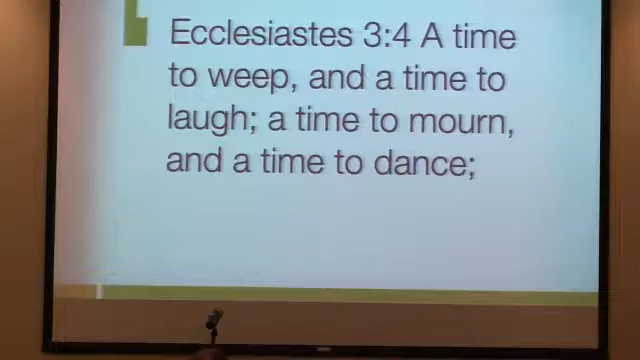 Ecclesiastes 3:4 A time
to weep, and a time to
laugh; a time to mourn,
and a time to dance;